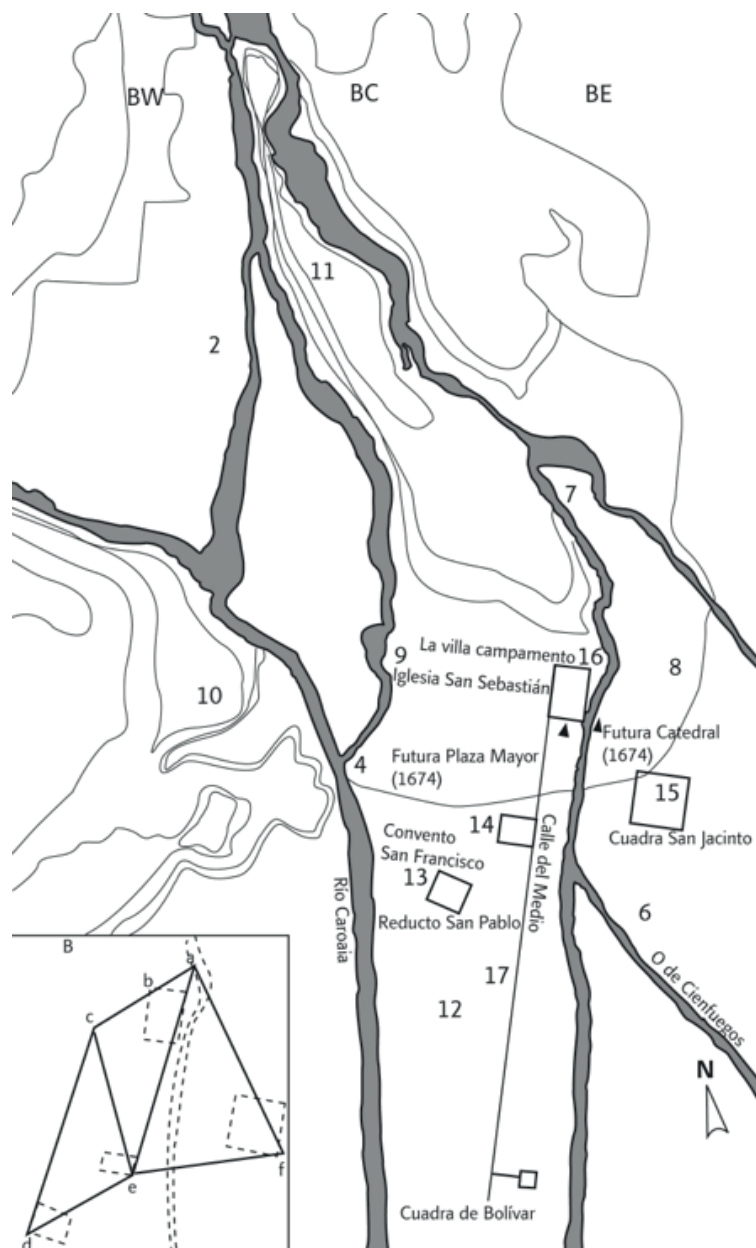 BW
BC
BE
11
2
7
9
La villa campamento
16
Iglesia San Sebastián
8
10
4
Futura Plaza Mayor
(1674)
Futura Catedral
(1674)
15
Cuadra San Jacinto
14
Convento
San Francisco
Calle del Medio
13
Reducto San Pablo
Río Caroaia
6
O de Cienfuegos
17
12
N
Cuadra de Bolívar
B
a
b
c
e
f
d